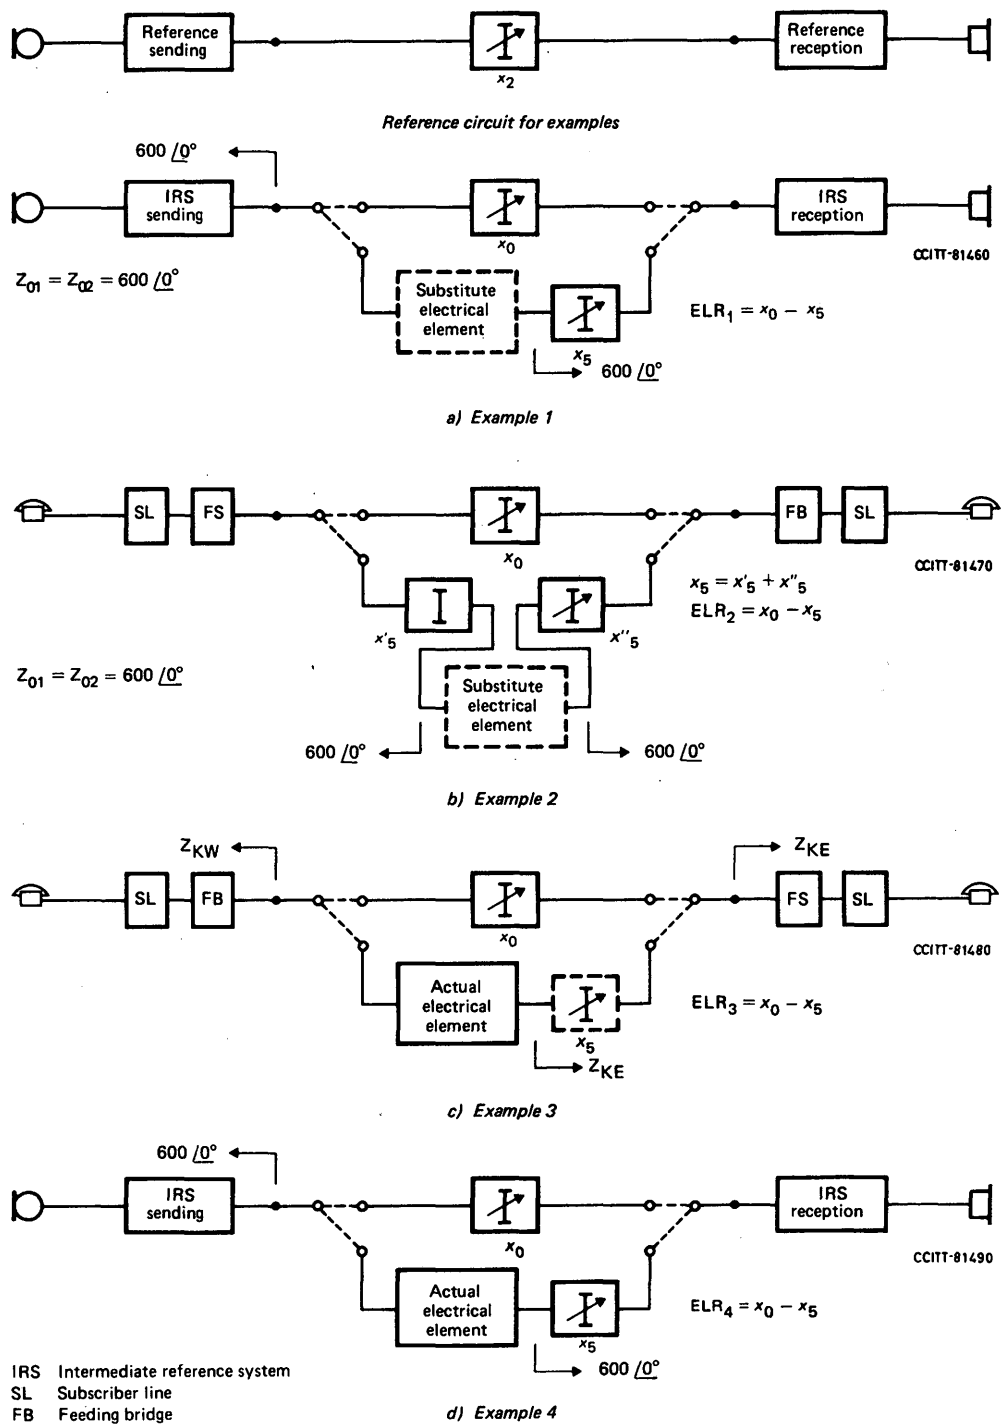 Reference
sending
x2
Reference
reception
Reference circuit for examples
600 /0°
IRS
sending
x0
IRS
reception
CCITT-81460
Z01 = Z02 = 600 /0°
Substitute
electrical
element
x5
ELR1 = x0 − x5
600 /0°
a) Example 1
SL
FS
x0
FB
SL
CCITT-81470
x'5
x''5
x5 = x'5 + x''5
ELR2 = x0 − x5
Z01 = Z02 = 600 /0°
Substitute
electrical
element
600 /0°
600 /0°
b) Example 2
ZKW
ZKE
SL
FB
x0
FS
SL
CCITT-81480
Actual
electrical
element
x5
ELR3 = x0 − x5
ZKE
c) Example 3
600 /0°
IRS
sending
x0
IRS
reception
CCITT-81490
Actual
electrical
element
x5
ELR4 = x0 − x5
600 /0°
IRS Intermediate reference system
SL Subscriber line
FB Feeding bridge
d) Example 4